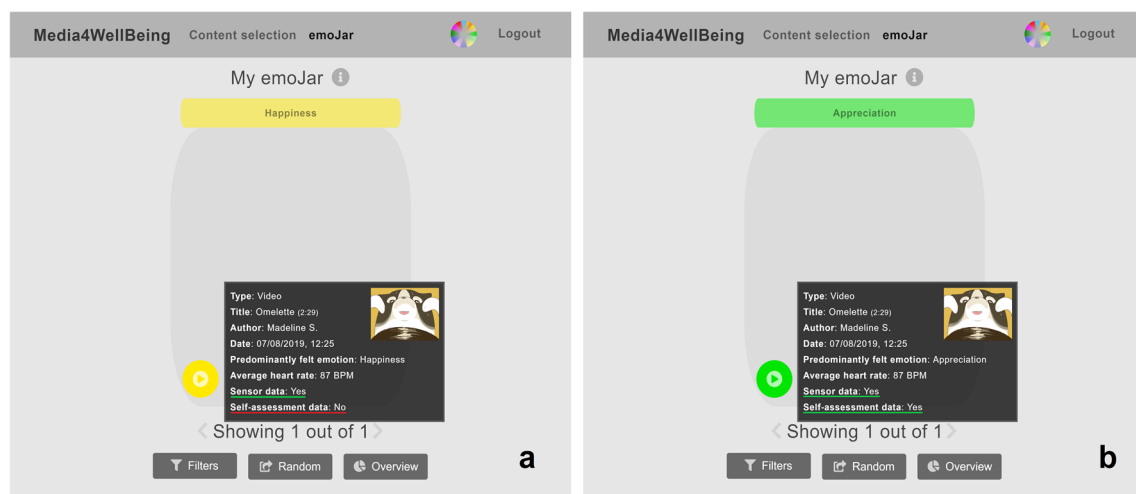 Media4WellBeing Content selection emoJar Logout
My emoJar i
Happiness
Type: Video
Title: Omelette (2:29)
Author: Madeline S.
Date: 07/08/2019, 12:25
Predominantly felt emotion: Happiness
Average heart rate: 87 BPM
Sensor data: Yes
Self-assessment data: No
< Showing 1 out of 1 >
Filters Random Overview
a
Media4WellBeing Content selection emoJar Logout
My emoJar i
Appreciation
Type: Video
Title: Omelette (2:29)
Author: Madeline S.
Date: 07/08/2019, 12:25
Predominantly felt emotion: Appreciation
Average heart rate: 87 BPM
Sensor data: Yes
Self-assessment data: Yes
< Showing 1 out of 1 >
Filters Random Overview
b